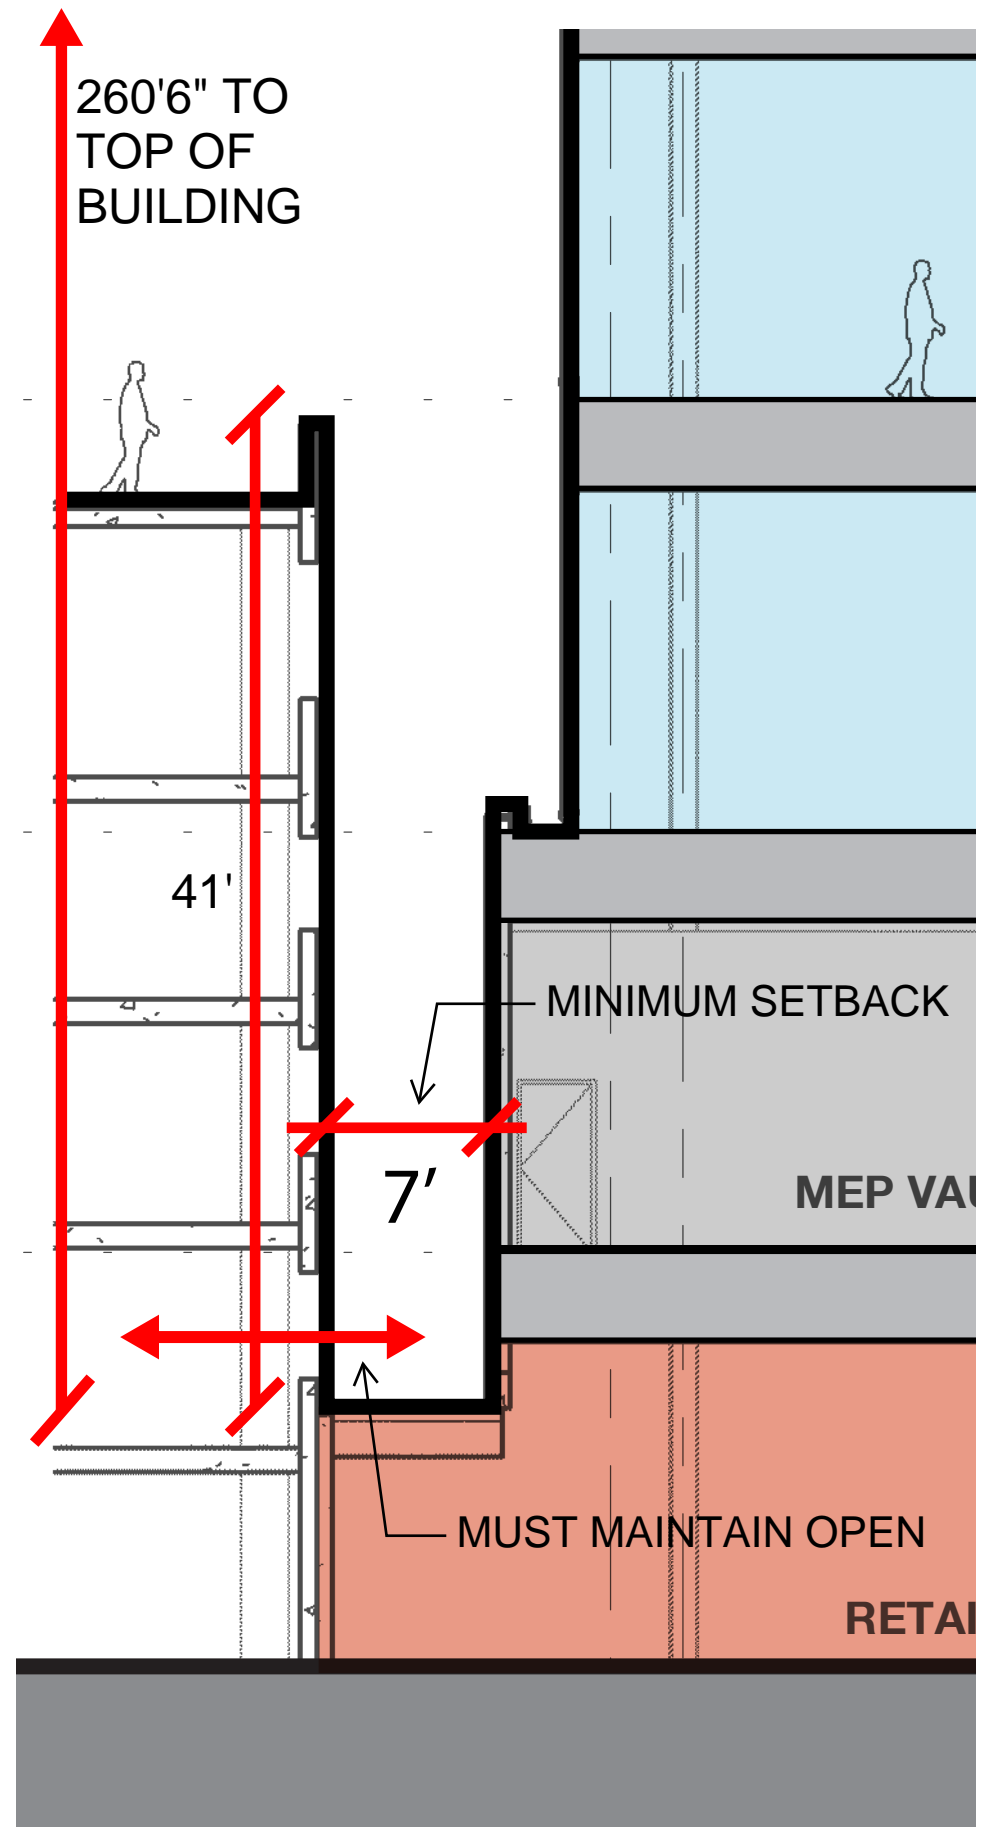 260'6" TO
TOP OF
BUILDING
41'
MINIMUM SETBACK
7'
MEP VAU
MUST MAINTAIN OPEN
RETAI